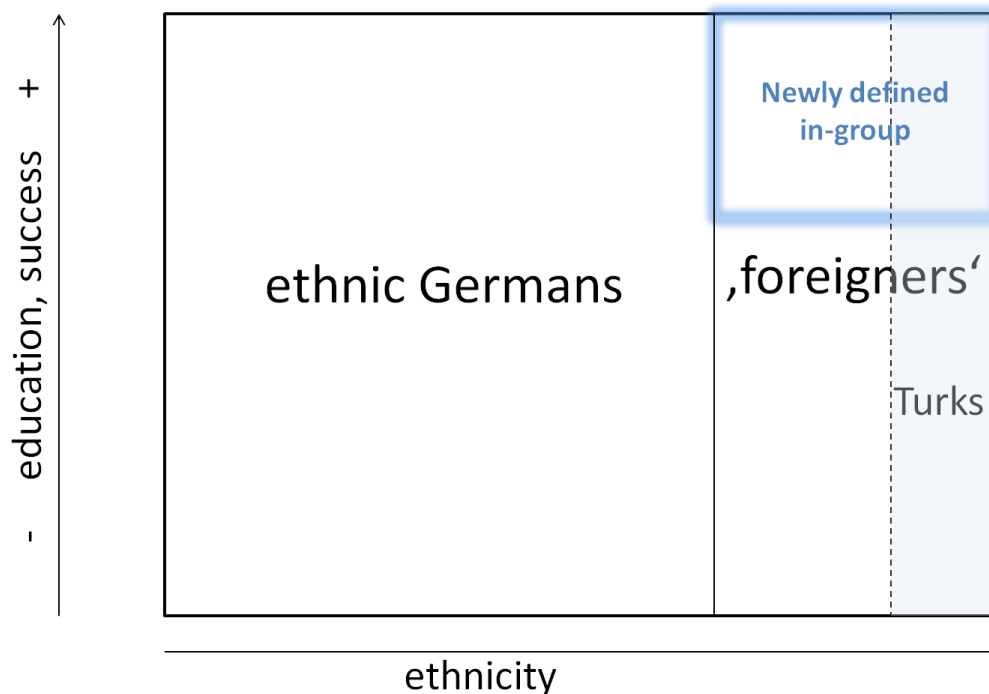 - education, success +
Newly defined
in-group
ethnic Germans
‚foreigners‘
Turks
ethnicity